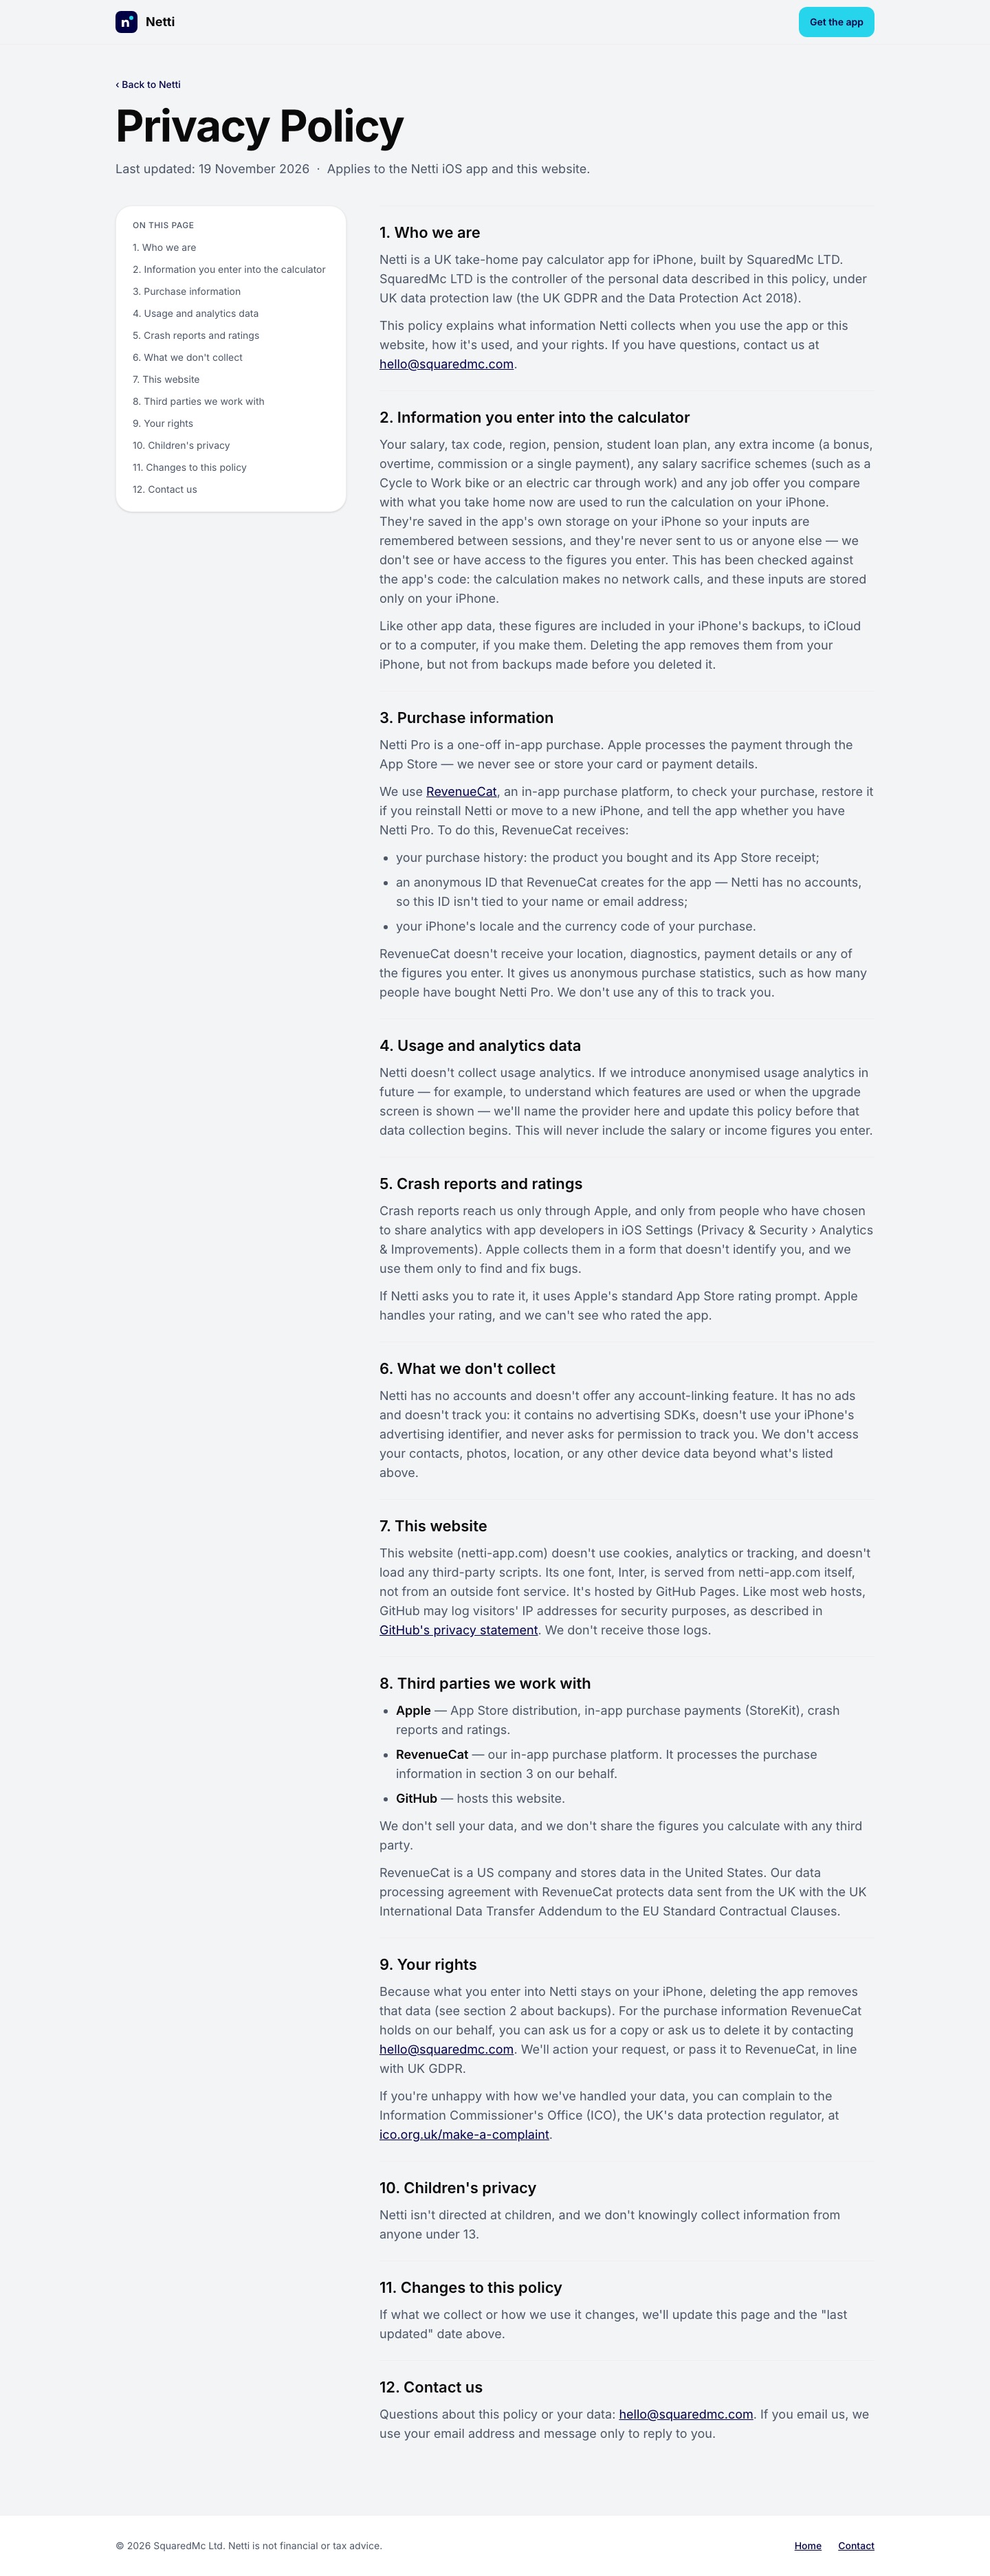 Netti
Get the app
‹ Back to Netti
Privacy Policy
Last updated: 19 November 2026 · Applies to the Netti iOS app and this website.
ON THIS PAGE
1. Who we are
2. Information you enter into the calculator
3. Purchase information
4. Usage and analytics data
5. Crash reports and ratings
6. What we don't collect
7. This website
8. Third parties we work with
9. Your rights
10. Children's privacy
11. Changes to this policy
12. Contact us
1. Who we are
Netti is a UK take-home pay calculator app for iPhone, built by SquaredMc LTD.
SquaredMc LTD is the controller of the personal data described in this policy, under
UK data protection law (the UK GDPR and the Data Protection Act 2018).
This policy explains what information Netti collects when you use the app or this
website, how it's used, and your rights. If you have questions, contact us at
hello@squaredmc.com.
2. Information you enter into the calculator
Your salary, tax code, region, pension, student loan plan, any extra income (a bonus,
overtime, commission or a single payment), any salary sacrifice schemes (such as a
Cycle to Work bike or an electric car through work) and any job offer you compare
with what you take home now are used to run the calculation on your iPhone.
They're saved in the app's own storage on your iPhone so your inputs are
remembered between sessions, and they're never sent to us or anyone else — we
don't see or have access to the figures you enter. This has been checked against
the app's code: the calculation makes no network calls, and these inputs are stored
only on your iPhone.
Like other app data, these figures are included in your iPhone's backups, to iCloud
or to a computer, if you make them. Deleting the app removes them from your
iPhone, but not from backups made before you deleted it.
3. Purchase information
Netti Pro is a one-off in-app purchase. Apple processes the payment through the
App Store — we never see or store your card or payment details.
We use RevenueCat, an in-app purchase platform, to check your purchase, restore it
if you reinstall Netti or move to a new iPhone, and tell the app whether you have
Netti Pro. To do this, RevenueCat receives:
• your purchase history: the product you bought and its App Store receipt;
• an anonymous ID that RevenueCat creates for the app — Netti has no accounts,
so this ID isn't tied to your name or email address;
• your iPhone's locale and the currency code of your purchase.
RevenueCat doesn't receive your location, diagnostics, payment details or any of
the figures you enter. It gives us anonymous purchase statistics, such as how many
people have bought Netti Pro. We don't use any of this to track you.
4. Usage and analytics data
Netti doesn't collect usage analytics. If we introduce anonymised usage analytics in
future — for example, to understand which features are used or when the upgrade
screen is shown — we'll name the provider here and update this policy before that
data collection begins. This will never include the salary or income figures you enter.
5. Crash reports and ratings
Crash reports reach us only through Apple, and only from people who have chosen
to share analytics with app developers in iOS Settings (Privacy & Security › Analytics
& Improvements). Apple collects them in a form that doesn't identify you, and we
use them only to find and fix bugs.
If Netti asks you to rate it, it uses Apple's standard App Store rating prompt. Apple
handles your rating, and we can't see who rated the app.
6. What we don't collect
Netti has no accounts and doesn't offer any account-linking feature. It has no ads
and doesn't track you: it contains no advertising SDKs, doesn't use your iPhone's
advertising identifier, and never asks for permission to track you. We don't access
your contacts, photos, location, or any other device data beyond what's listed
above.
7. This website
This website (netti-app.com) doesn't use cookies, analytics or tracking, and doesn't
load any third-party scripts. Its one font, Inter, is served from netti-app.com itself,
not from an outside font service. It's hosted by GitHub Pages. Like most web hosts,
GitHub may log visitors' IP addresses for security purposes, as described in
GitHub's privacy statement. We don't receive those logs.
8. Third parties we work with
• Apple — App Store distribution, in-app purchase payments (StoreKit), crash
reports and ratings.
• RevenueCat — our in-app purchase platform. It processes the purchase
information in section 3 on our behalf.
• GitHub — hosts this website.
We don't sell your data, and we don't share the figures you calculate with any third
party.
RevenueCat is a US company and stores data in the United States. Our data
processing agreement with RevenueCat protects data sent from the UK with the UK
International Data Transfer Addendum to the EU Standard Contractual Clauses.
9. Your rights
Because what you enter into Netti stays on your iPhone, deleting the app removes
that data (see section 2 about backups). For the purchase information RevenueCat
holds on our behalf, you can ask us for a copy or ask us to delete it by contacting
hello@squaredmc.com. We'll action your request, or pass it to RevenueCat, in line
with UK GDPR.
If you're unhappy with how we've handled your data, you can complain to the
Information Commissioner's Office (ICO), the UK's data protection regulator, at
ico.org.uk/make-a-complaint.
10. Children's privacy
Netti isn't directed at children, and we don't knowingly collect information from
anyone under 13.
11. Changes to this policy
If what we collect or how we use it changes, we'll update this page and the "last
updated" date above.
12. Contact us
Questions about this policy or your data: hello@squaredmc.com. If you email us, we
use your email address and message only to reply to you.
© 2026 SquaredMc Ltd. Netti is not financial or tax advice.
Home
Contact